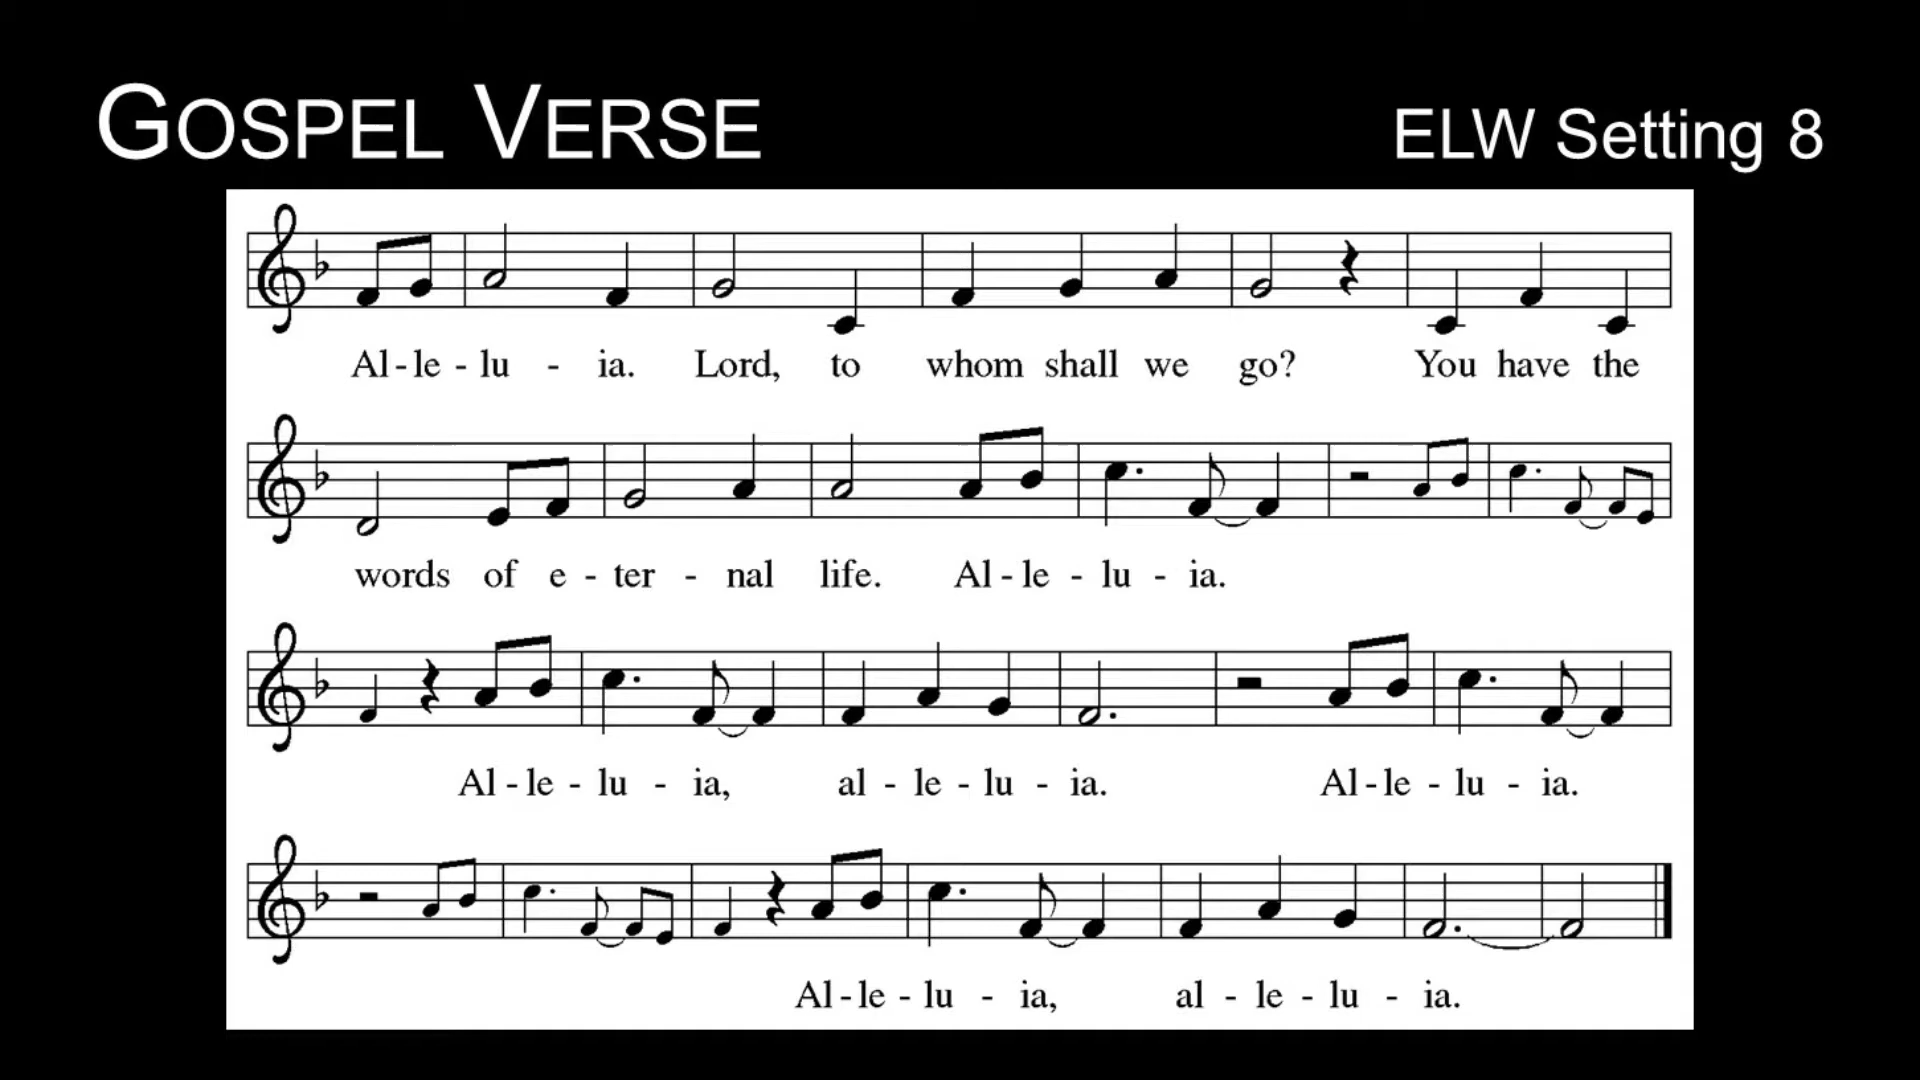 GOSPEL VERSE
ELW Setting 8
Al - le - lu - ia. Lord, to whom shall we go? You have the
words of e - ter - nal life. Al - le - lu - ia.
Al - le - lu - ia, al - le - lu - ia. Al - le - lu - ia.
Al - le - lu - ia, al - le - lu - ia.